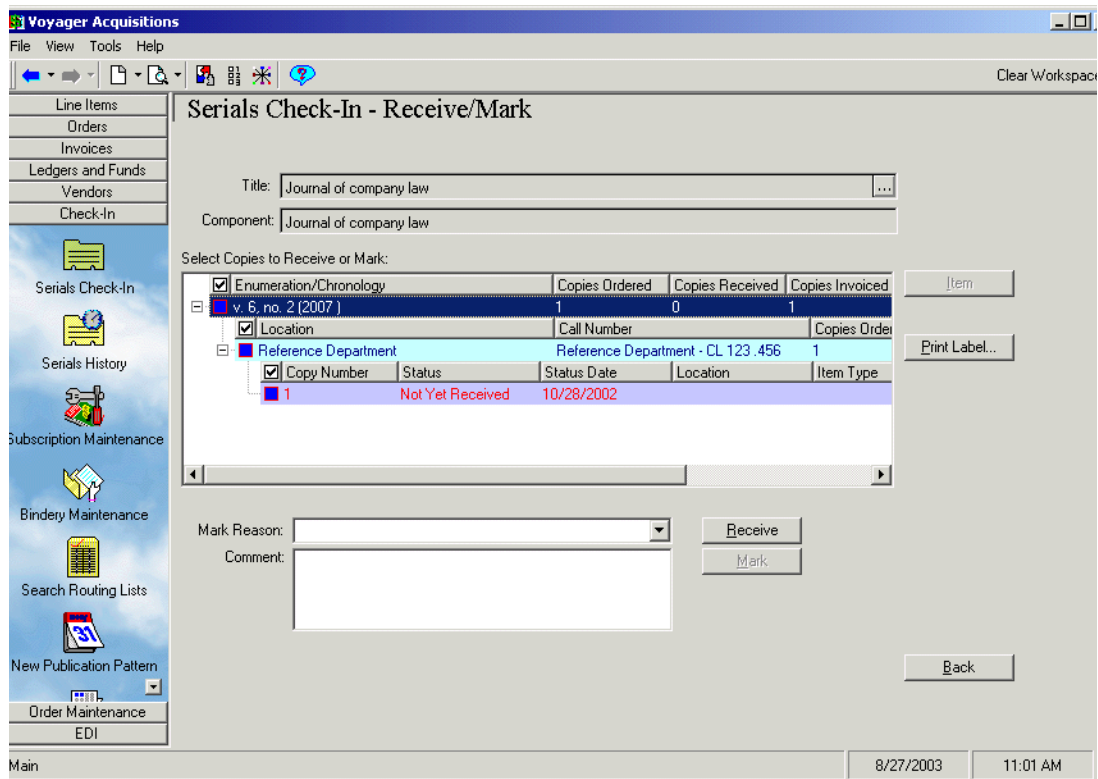 Voyager Acquisitions
File View Tools Help
Clear Workspace
Line Items
Orders
Invoices
Ledgers and Funds
Vendors
Check-In
Serials Check-In
Serials History
Subscription Maintenance
Bindery Maintenance
Search Routing Lists
31
New Publication Pattern
Order Maintenance
EDI
Serials Check-In - Receive/Mark
Title: Journal of company law ...
Component: Journal of company law
Select Copies to Receive or Mark:
Enumeration/Chronology Copies Ordered Copies Received Copies Invoiced
v. 6, no. 2 (2007 ) 1 0 1
Location Call Number Copies Order
Reference Department Reference Department - CL 123 .456 1
Copy Number Status Status Date Location Item Type
1 Not Yet Received 10/28/2002
Item
Print Label...
Mark Reason:
Receive
Comment:
Mark
Back
Main 8/27/2003 11:01 AM